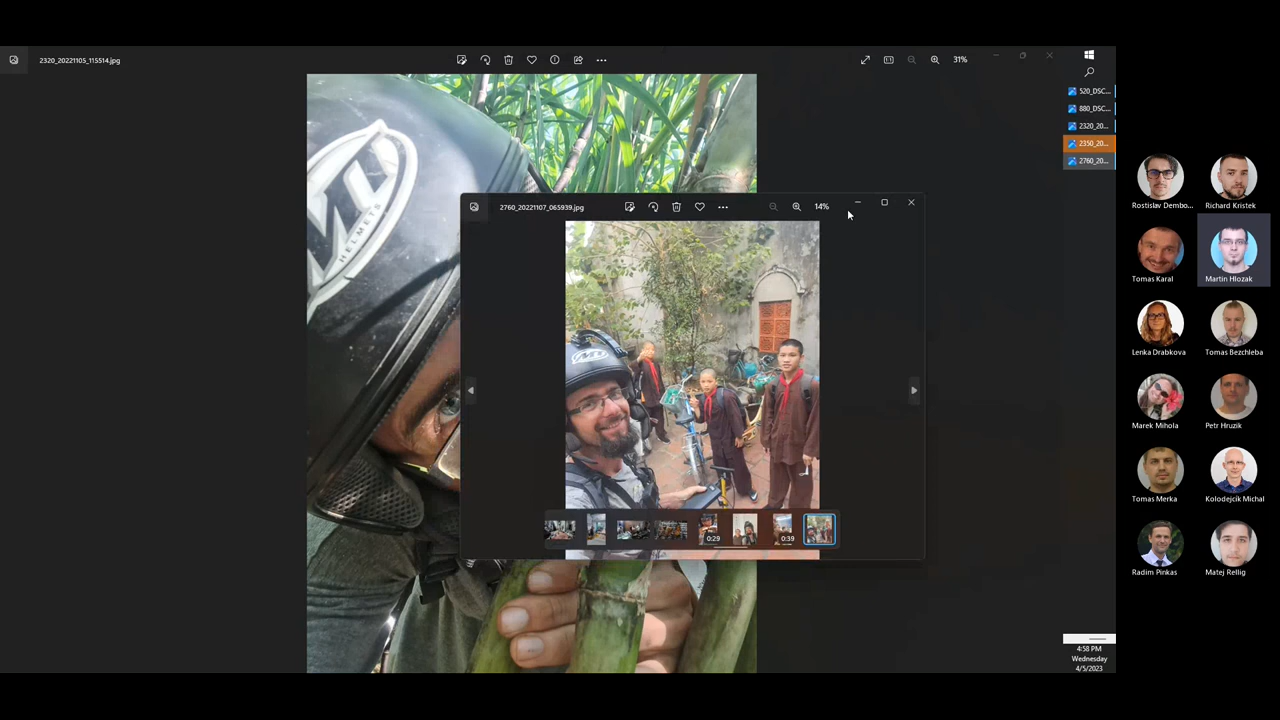 2320_20221105_115514.jpg
31%
520_DSC...
880_DSC...
2320_20...
2350_20...
2760_20...
HELMETS
2760_20221107_065939.jpg
14%
0:29
0:39
Rostislav Dembo...
Richard Kristek
Tomas Karal
Martin Hlozak
Lenka Drabkova
Tomas Bezchleba
Marek Mihola
Petr Hruzik
Tomas Merka
Kolodejcik Michal
Radim Pinkas
Matej Rellig
4:58 PM
Wednesday
4/5/2023